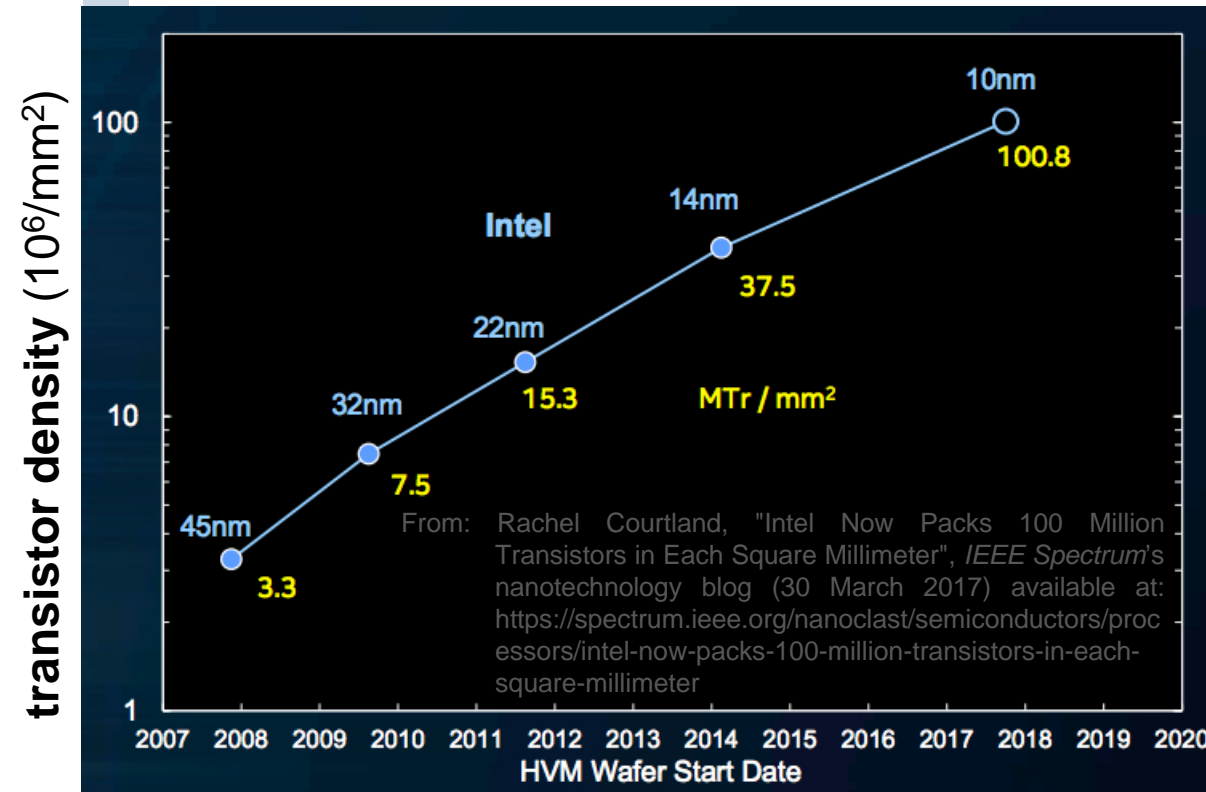 transistor density (10⁶/mm²)
100
10
1
10nm
100.8
14nm
Intel
37.5
22nm
15.3
MTr / mm²
32nm
7.5
45nm
3.3
From: Rachel Courtland, "Intel Now Packs 100 Million
Transistors in Each Square Millimeter", IEEE Spectrum's
nanotechnology blog (30 March 2017) available at:
https://spectrum.ieee.org/nanoclast/semiconductors/proc
essors/intel-now-packs-100-million-transistors-in-each-
square-millimeter
2007 2008 2009 2010 2011 2012 2013 2014 2015 2016 2017 2018 2019 2020
HVM Wafer Start Date